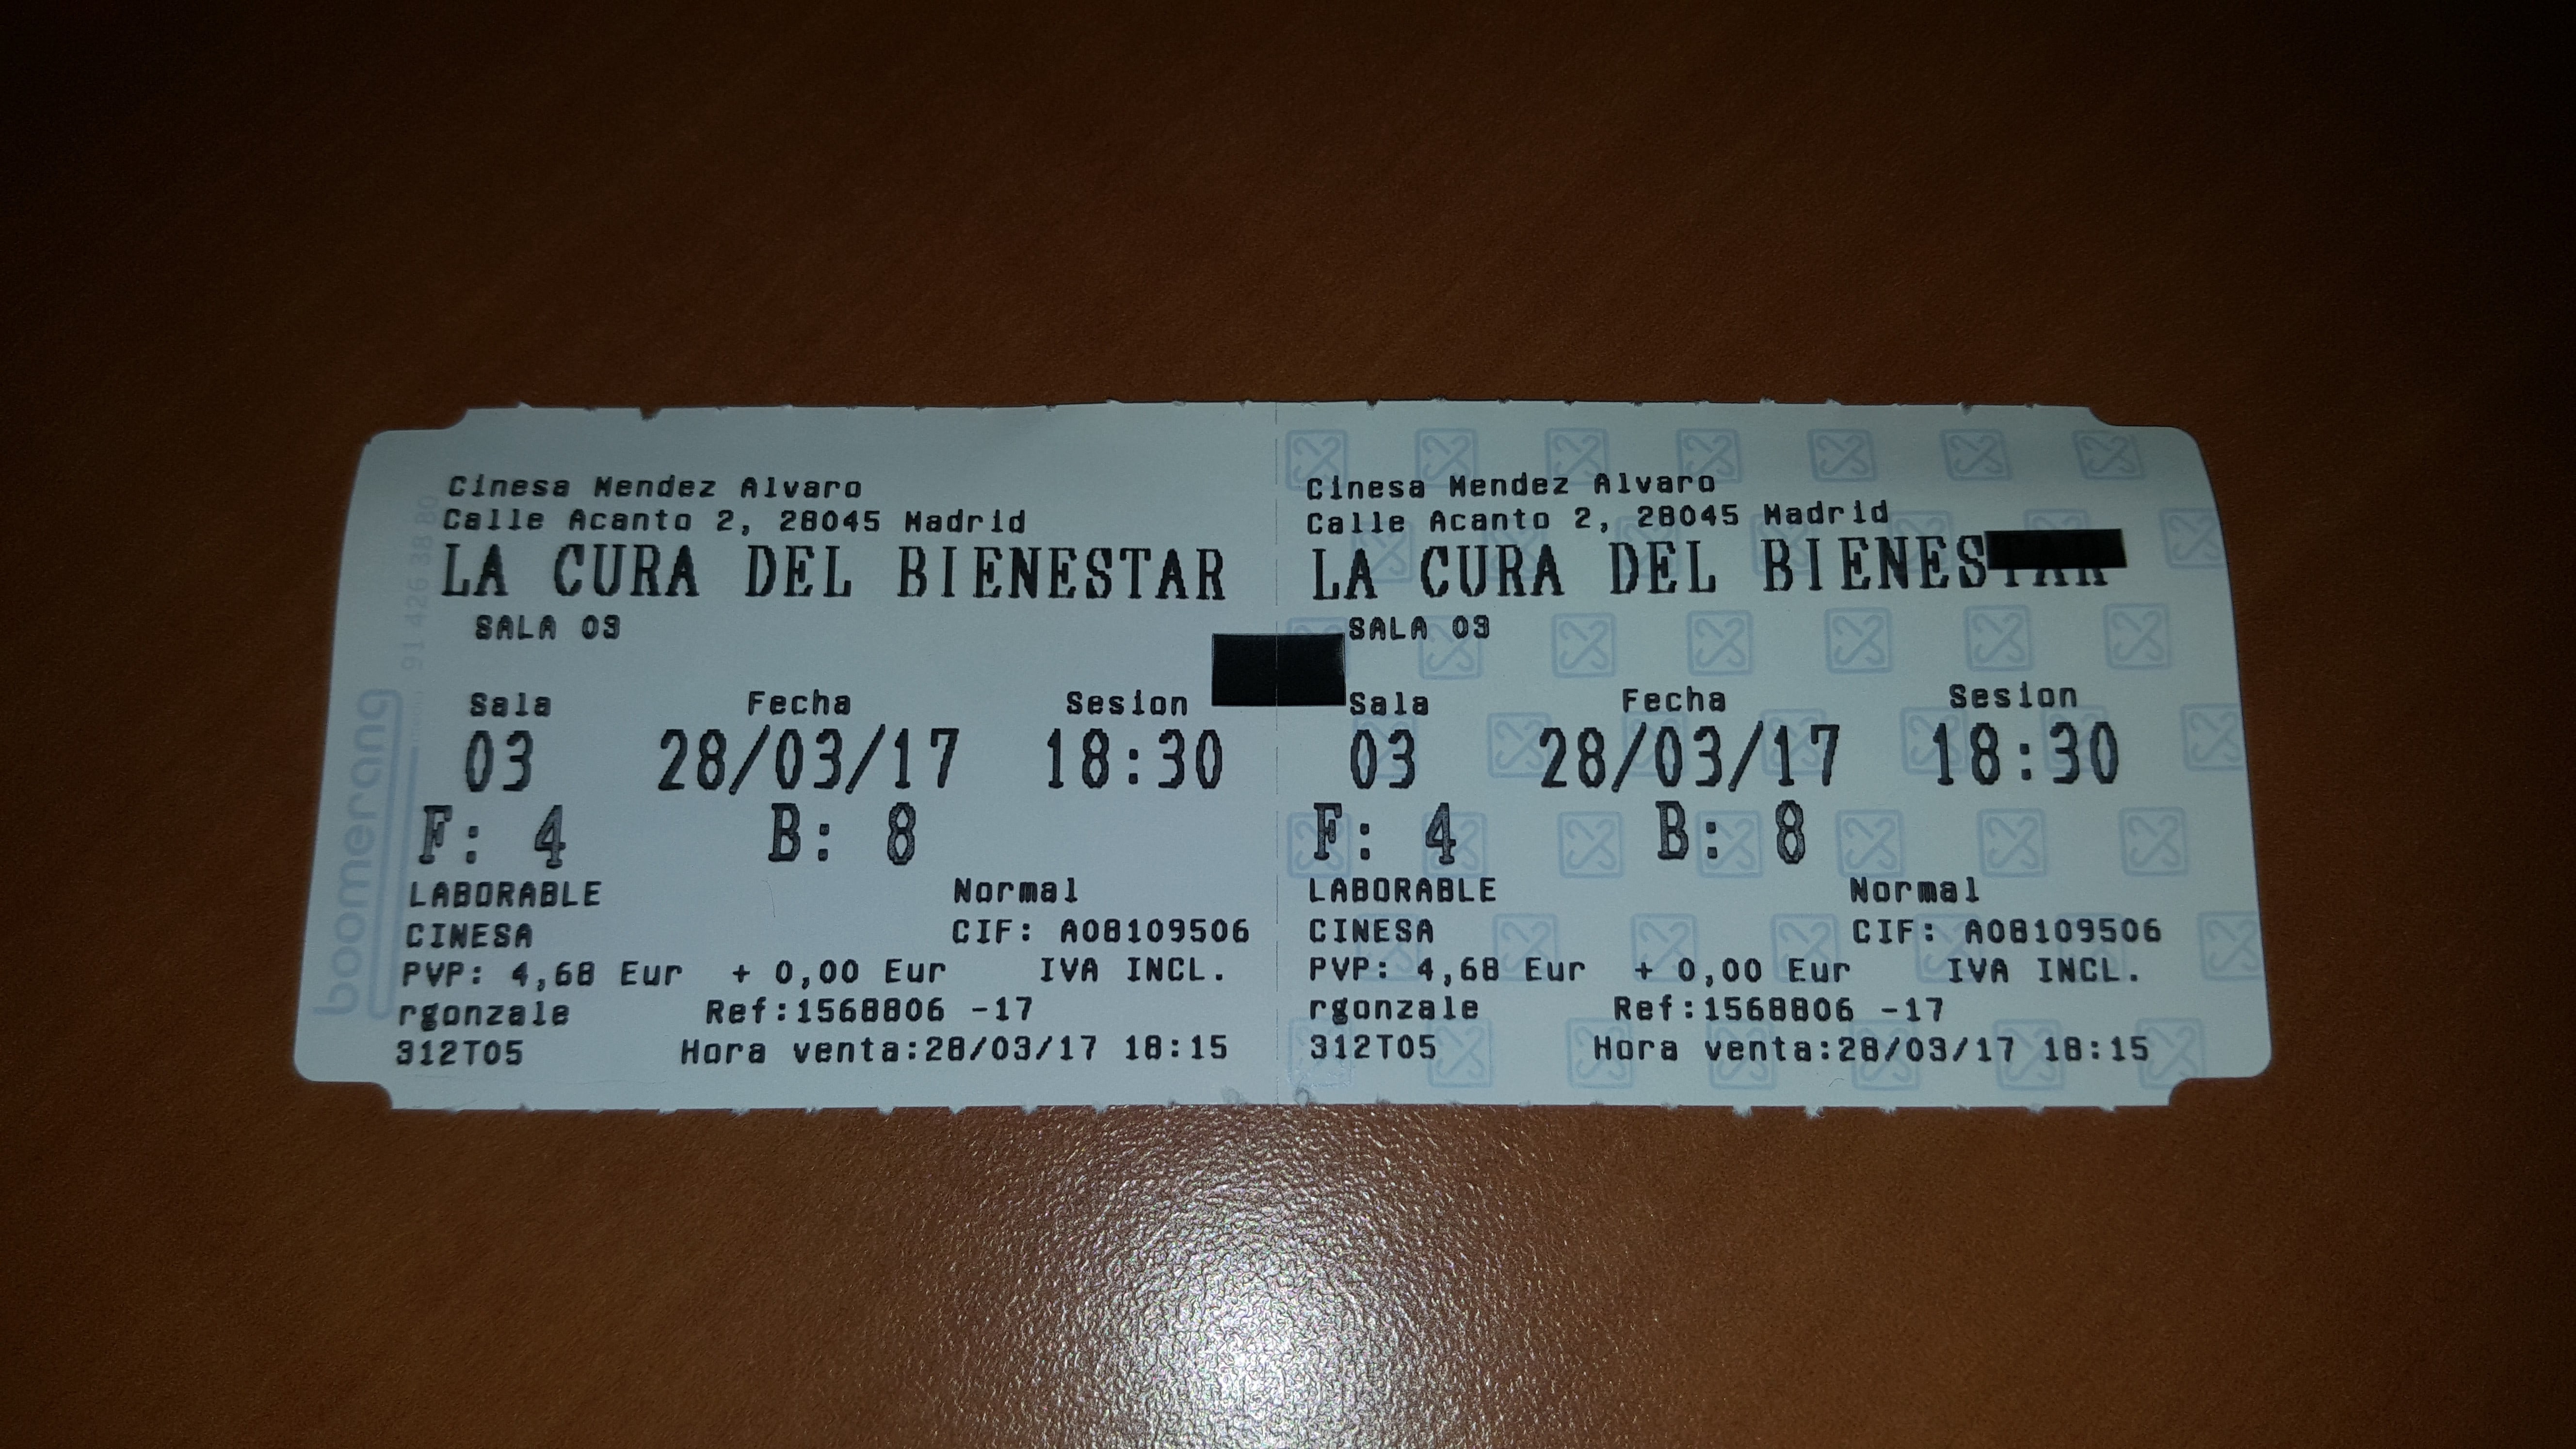 Cinesa Mendez Alvaro
Calle Acanto 2, 28045 Madrid
LA CURA DEL BIENESTAR
SALA 03
Sala Fecha Sesion
03 28/03/17 18:30
F: 4 B: 8
LABORABLE Normal
CINESA CIF: A08109506
PVP: 4,68 Eur + 0,00 Eur IVA INCL.
rgonzale Ref:1568806 -17
312T05 Hora venta:28/03/17 18:15
boomerang
91 426 38 80
Cinesa Mendez Alvaro
Calle Acanto 2, 28045 Madrid
LA CURA DEL BIENESTAR
SALA 03
Sala Fecha Sesion
03 28/03/17 18:30
F: 4 B: 8
LABORABLE Normal
CINESA CIF: A08109506
PVP: 4,68 Eur + 0,00 Eur IVA INCL.
rgonzale Ref:1568806 -17
312T05 Hora venta:28/03/17 18:15